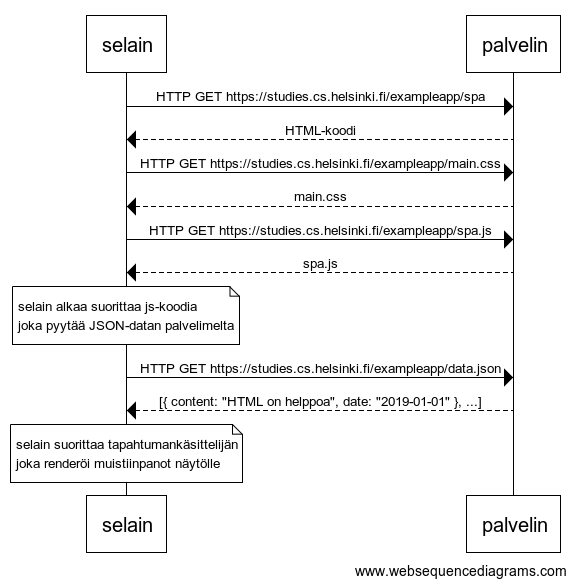 selain
palvelin
HTTP GET https://studies.cs.helsinki.fi/exampleapp/spa
HTML-koodi
HTTP GET https://studies.cs.helsinki.fi/exampleapp/main.css
main.css
HTTP GET https://studies.cs.helsinki.fi/exampleapp/spa.js
spa.js
selain alkaa suorittaa js-koodia
joka pyytää JSON-datan palvelimelta
HTTP GET https://studies.cs.helsinki.fi/exampleapp/data.json
[{ content: "HTML on helppoa", date: "2019-01-01" }, ...]
selain suorittaa tapahtumankäsittelijän
joka renderöi muistiinpanot näytölle
selain
palvelin
www.websequencediagrams.com